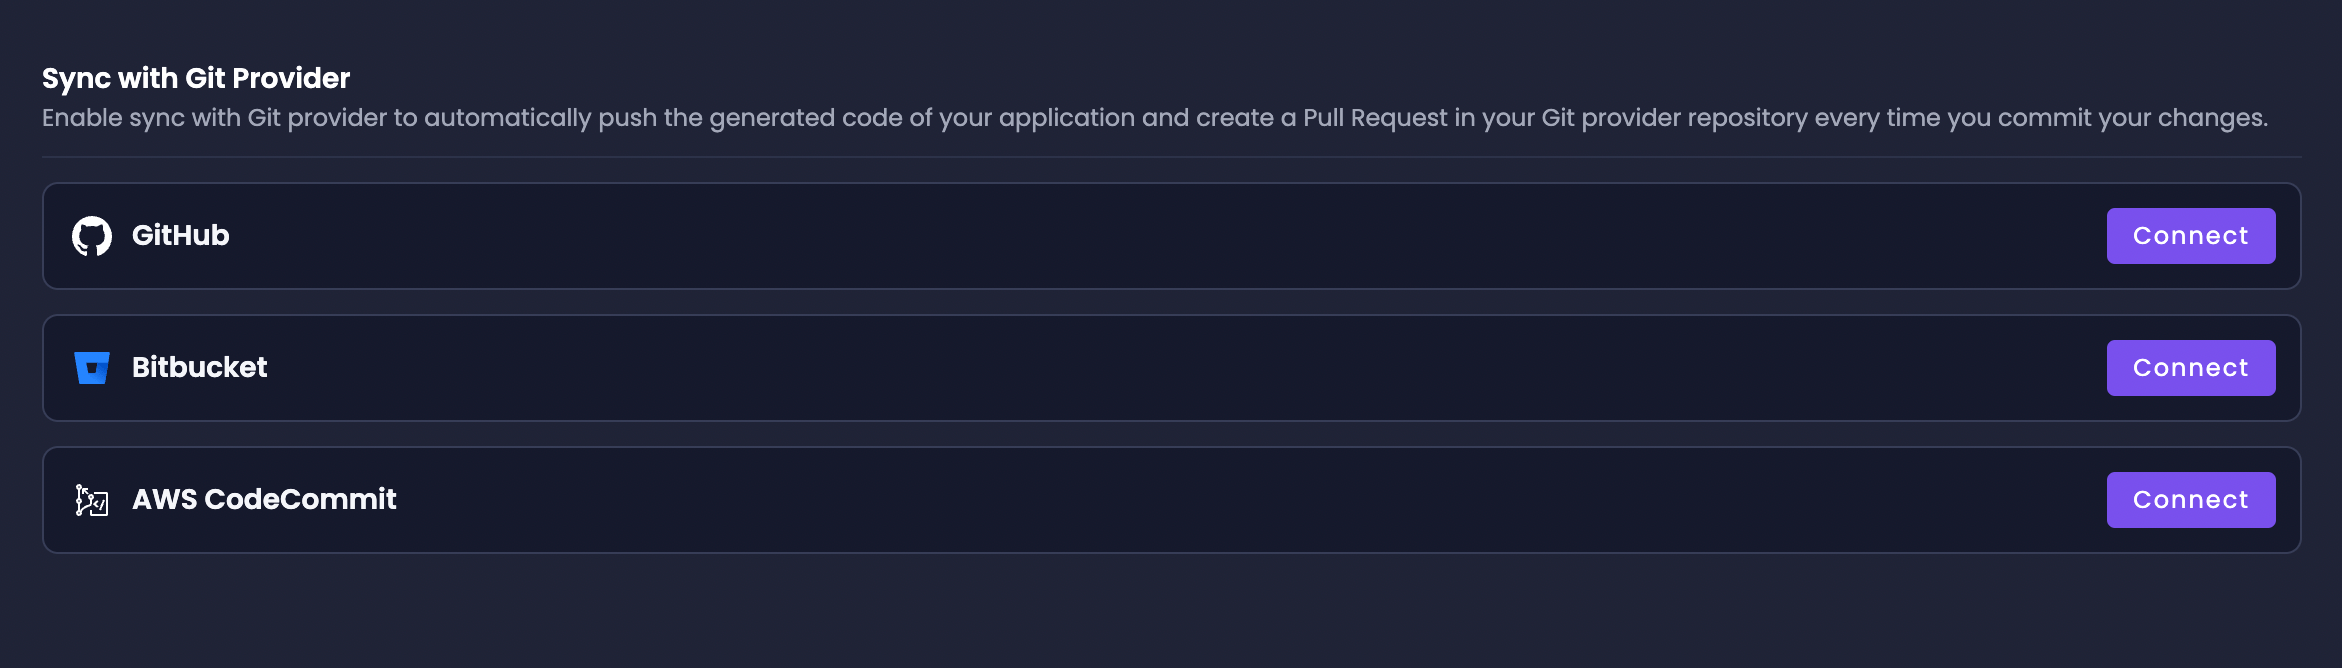 Sync with Git Provider
Enable sync with Git provider to automatically push the generated code of your application and create a Pull Request in your Git provider repository every time you commit your changes.
GitHub
Connect
Bitbucket
Connect
AWS CodeCommit
Connect